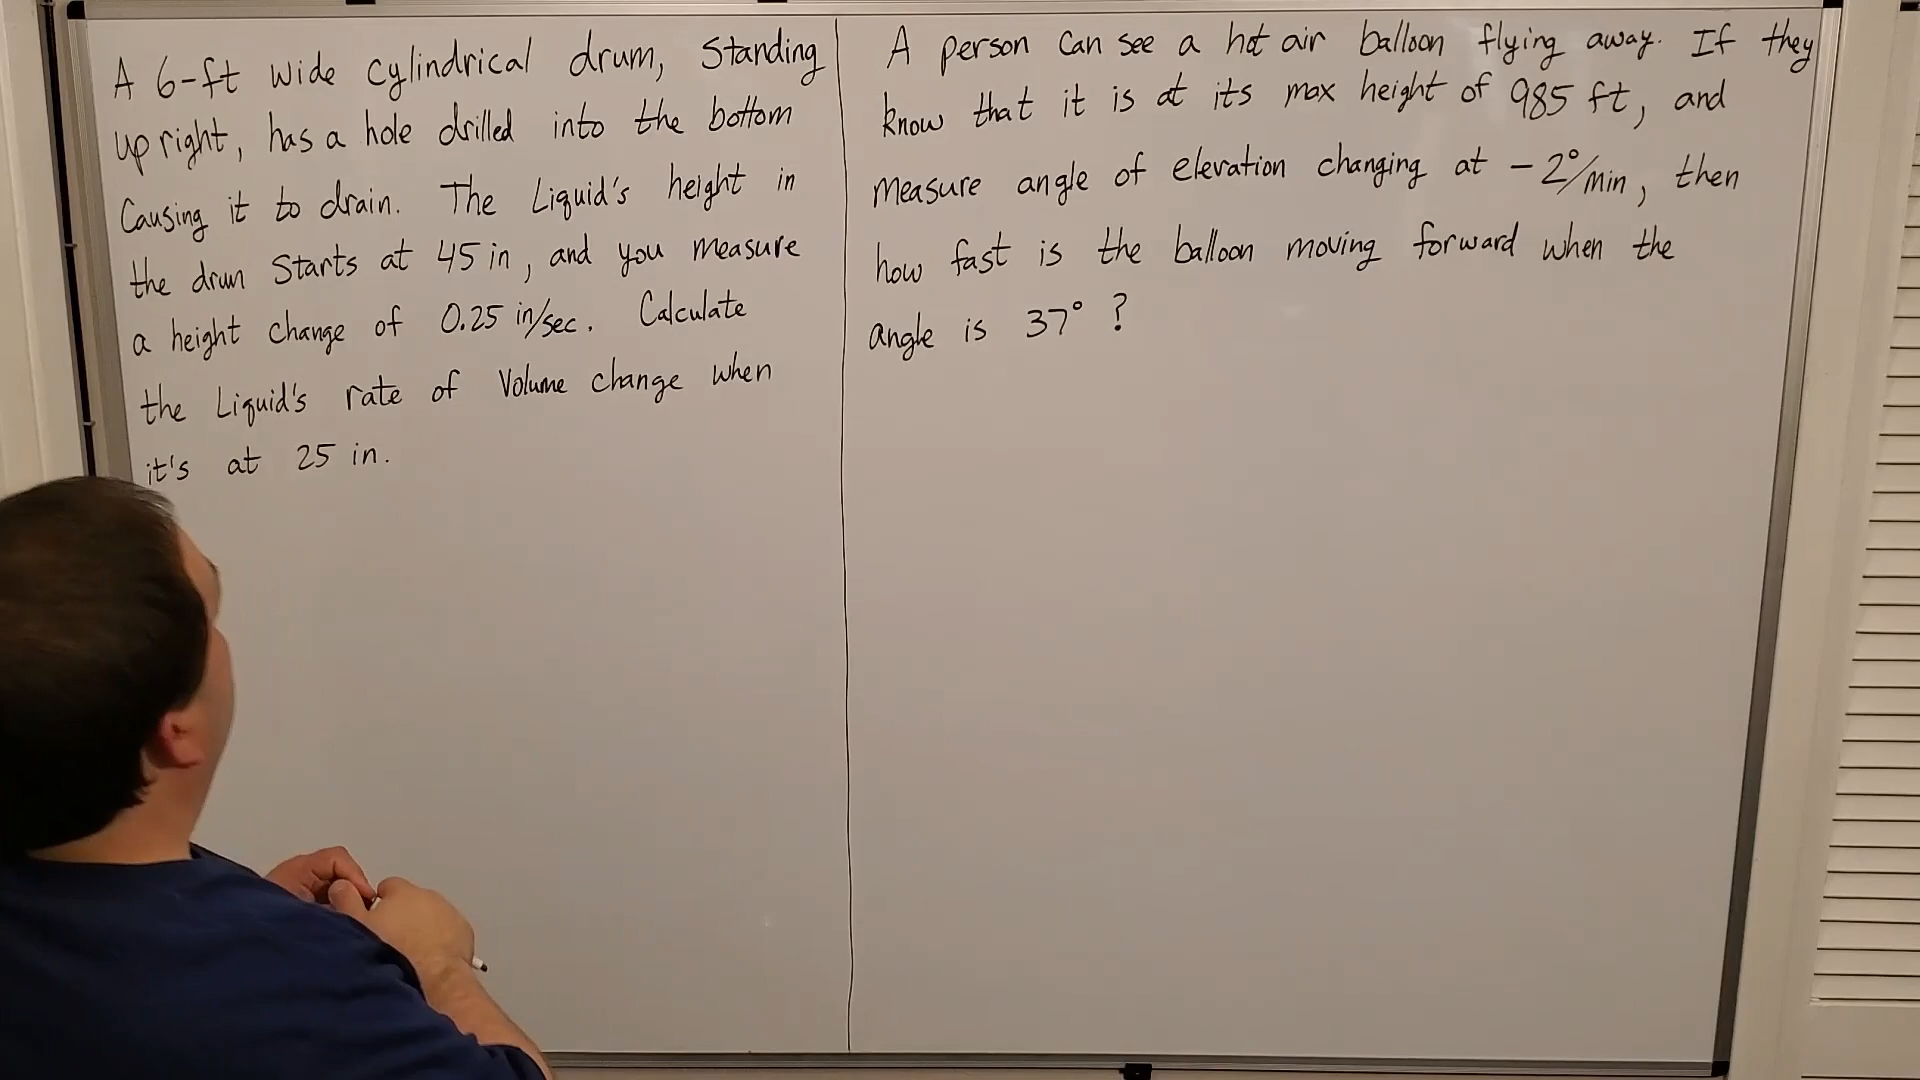 A 6-ft wide cylindrical drum, Standing
upright, has a hole drilled into the bottom
Causing it to drain. The Liquid's height in
the drum Starts at 45 in, and you measure
a height change of 0.25 in/sec. Calculate
the Liquid's rate of Volume change when
it's at 25 in.
A person can see a hot air balloon flying away. If they
know that it is at its max height of 985 ft, and
measure angle of elevation changing at -2°/min, then
how fast is the balloon moving forward when the
angle is 37° ?